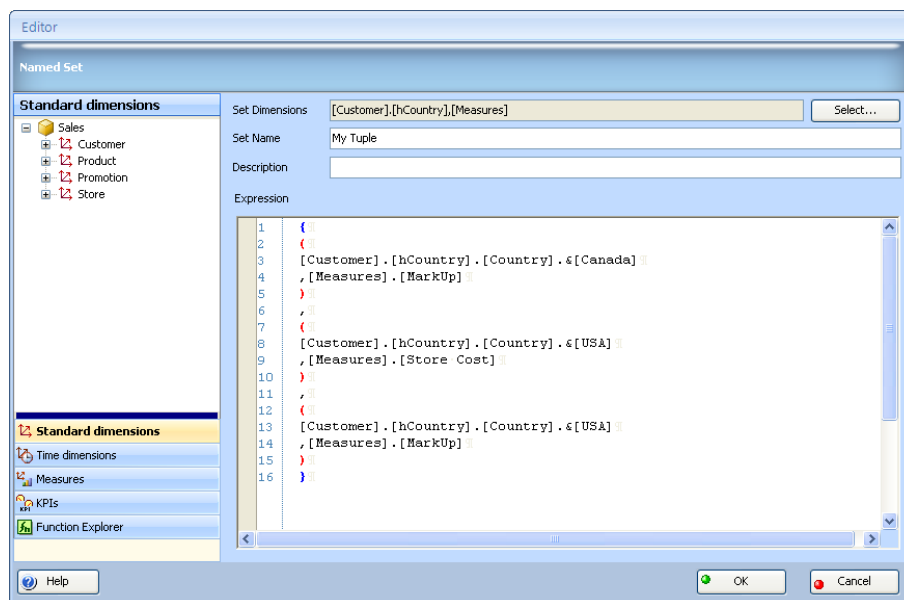 Editor
Named Set
Standard dimensions
Sales
Customer
Product
Promotion
Store
Standard dimensions
Time dimensions
Measures
KPIs
Function Explorer
Set Dimensions [Customer].[hCountry],[Measures] Select...
Set Name My Tuple
Description
Expression
1 {
2 (
3 [Customer].[hCountry].[Country].&[Canada]
4 ,[Measures].[MarkUp]
5 )
6 ,
7 (
8 [Customer].[hCountry].[Country].&[USA]
9 ,[Measures].[Store Cost]
10 )
11 ,
12 (
13 [Customer].[hCountry].[Country].&[USA]
14 ,[Measures].[MarkUp]
15 )
16 }
Help OK Cancel